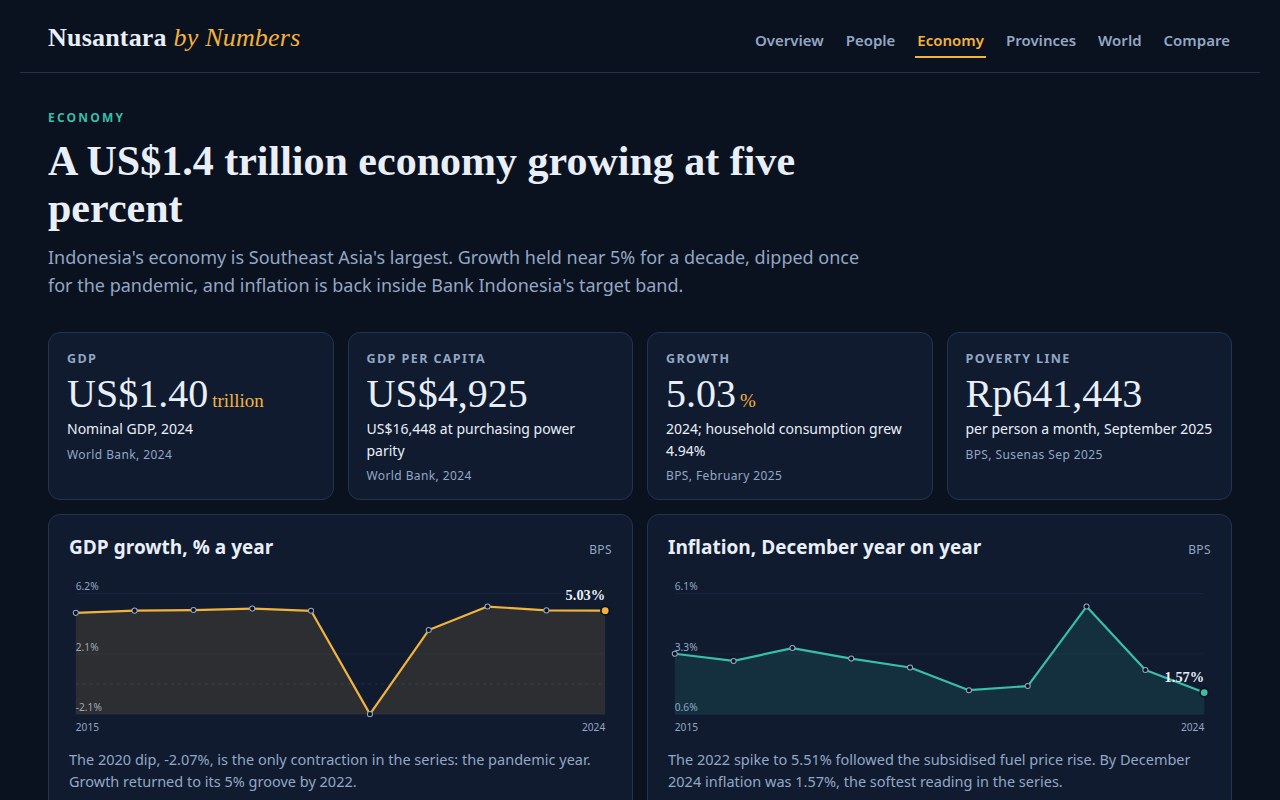 Nusantara by Numbers
Overview People Economy Provinces World Compare
ECONOMY
A US$1.4 trillion economy growing at five
percent
Indonesia's economy is Southeast Asia's largest. Growth held near 5% for a decade, dipped once
for the pandemic, and inflation is back inside Bank Indonesia's target band.
GDP
US$1.40 trillion
Nominal GDP, 2024
World Bank, 2024
GDP PER CAPITA
US$4,925
US$16,448 at purchasing power
parity
World Bank, 2024
GROWTH
5.03 %
2024; household consumption grew
4.94%
BPS, February 2025
POVERTY LINE
Rp641,443
per person a month, September 2025
BPS, Susenas Sep 2025
GDP growth, % a year
BPS
6.2%
5.03%
2.1%
-2.1%
2015
2024
The 2020 dip, -2.07%, is the only contraction in the series: the pandemic year.
Growth returned to its 5% groove by 2022.
Inflation, December year on year
BPS
6.1%
3.3%
1.57%
0.6%
2015
2024
The 2022 spike to 5.51% followed the subsidised fuel price rise. By December
2024 inflation was 1.57%, the softest reading in the series.